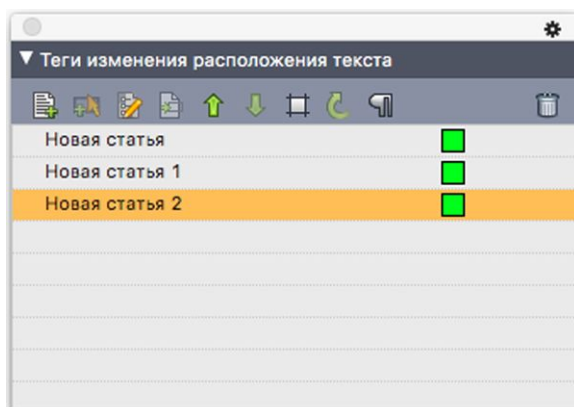 Теги изменения расположения текста
Новая статья
Новая статья 1
Новая статья 2